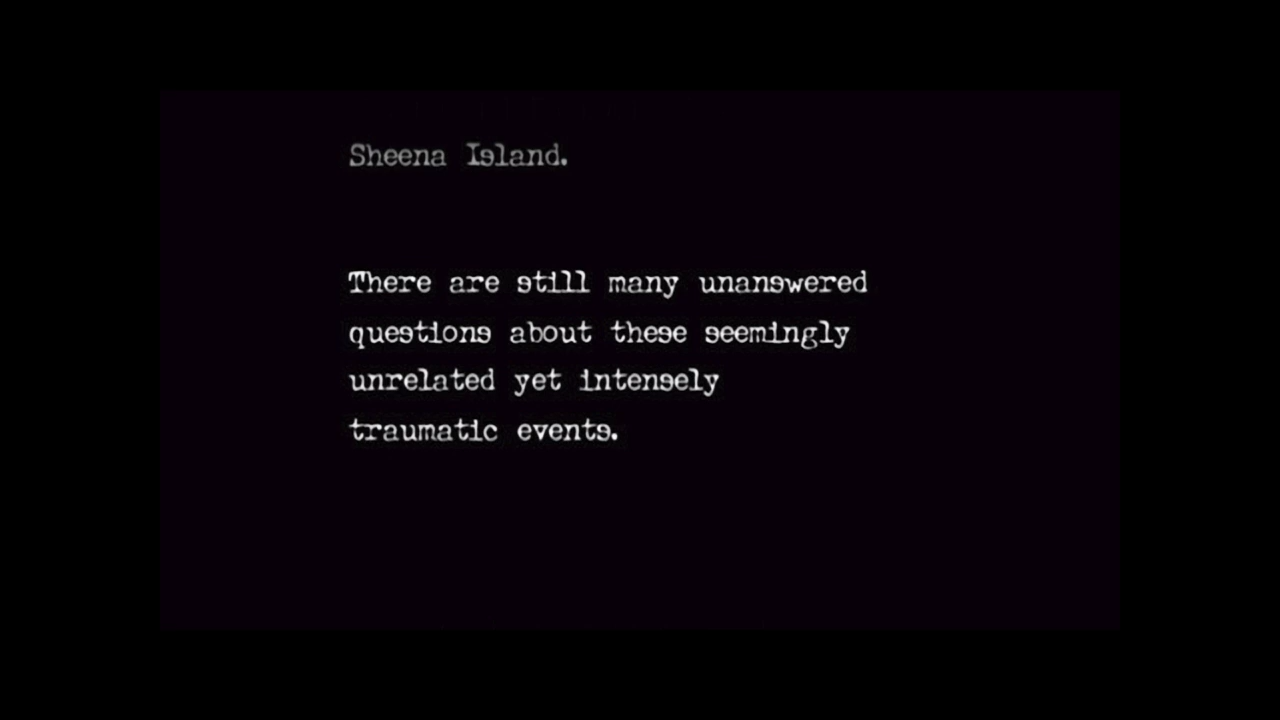 Sheena Island.
There are still many unanswered
questions about these seemingly
unrelated yet intensely
traumatic events.